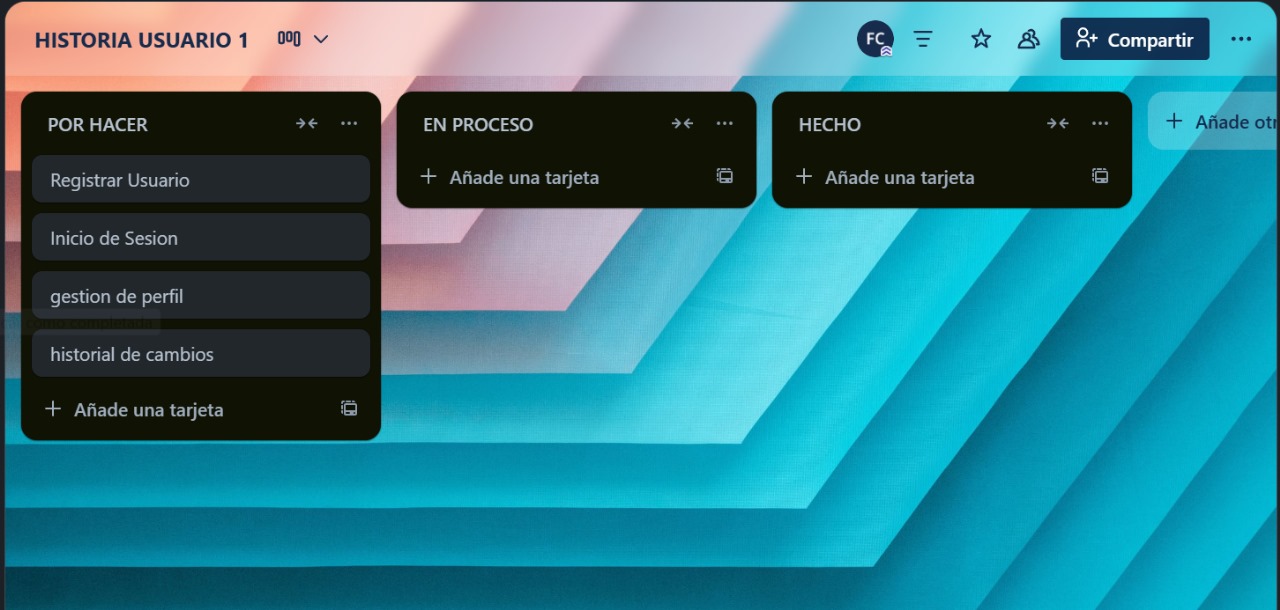 HISTORIA USUARIO 1
FC
Compartir
POR HACER
Registrar Usuario
Inicio de Sesion
gestion de perfil
historial de cambios
Añade una tarjeta
EN PROCESO
Añade una tarjeta
HECHO
Añade una tarjeta
Añade